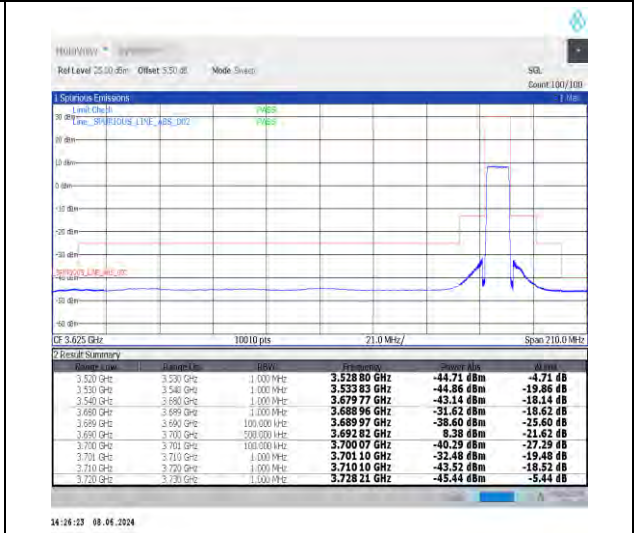 MultiView
Ref Level 25.00 dBm Offset 5.50 dB Mode Sweep SGL
Count 100/100
1 Spurious Emissions 1 Max
Limit Check PASS
Line _SPURIOUS_LINE_ABS_002 PASS
30 dBm
20 dBm
10 dBm
0 dBm
-10 dBm
-20 dBm
-30 dBm
-40 dBm
-50 dBm
-60 dBm
CF 3.625 GHz 10010 pts 21.0 MHz/ Span 210.0 MHz
2 Result Summary
Range Low Range Up RBW Frequency Power Abs ΔLimit
3.520 GHz 3.530 GHz 1.000 MHz 3.528 80 GHz -44.71 dBm -4.71 dB
3.530 GHz 3.540 GHz 1.000 MHz 3.533 83 GHz -44.86 dBm -19.86 dB
3.540 GHz 3.680 GHz 1.000 MHz 3.679 77 GHz -43.14 dBm -18.14 dB
3.680 GHz 3.689 GHz 1.000 MHz 3.688 96 GHz -31.62 dBm -18.62 dB
3.689 GHz 3.690 GHz 100.000 kHz 3.689 97 GHz -38.60 dBm -25.60 dB
3.690 GHz 3.700 GHz 500.000 kHz 3.692 82 GHz 8.38 dBm -21.62 dB
3.700 GHz 3.701 GHz 100.000 kHz 3.700 07 GHz -40.29 dBm -27.29 dB
3.701 GHz 3.710 GHz 1.000 MHz 3.701 10 GHz -32.48 dBm -19.48 dB
3.710 GHz 3.720 GHz 1.000 MHz 3.710 10 GHz -43.52 dBm -18.52 dB
3.720 GHz 3.730 GHz 1.000 MHz 3.728 21 GHz -45.44 dBm -5.44 dB
14:26:23 08.06.2024